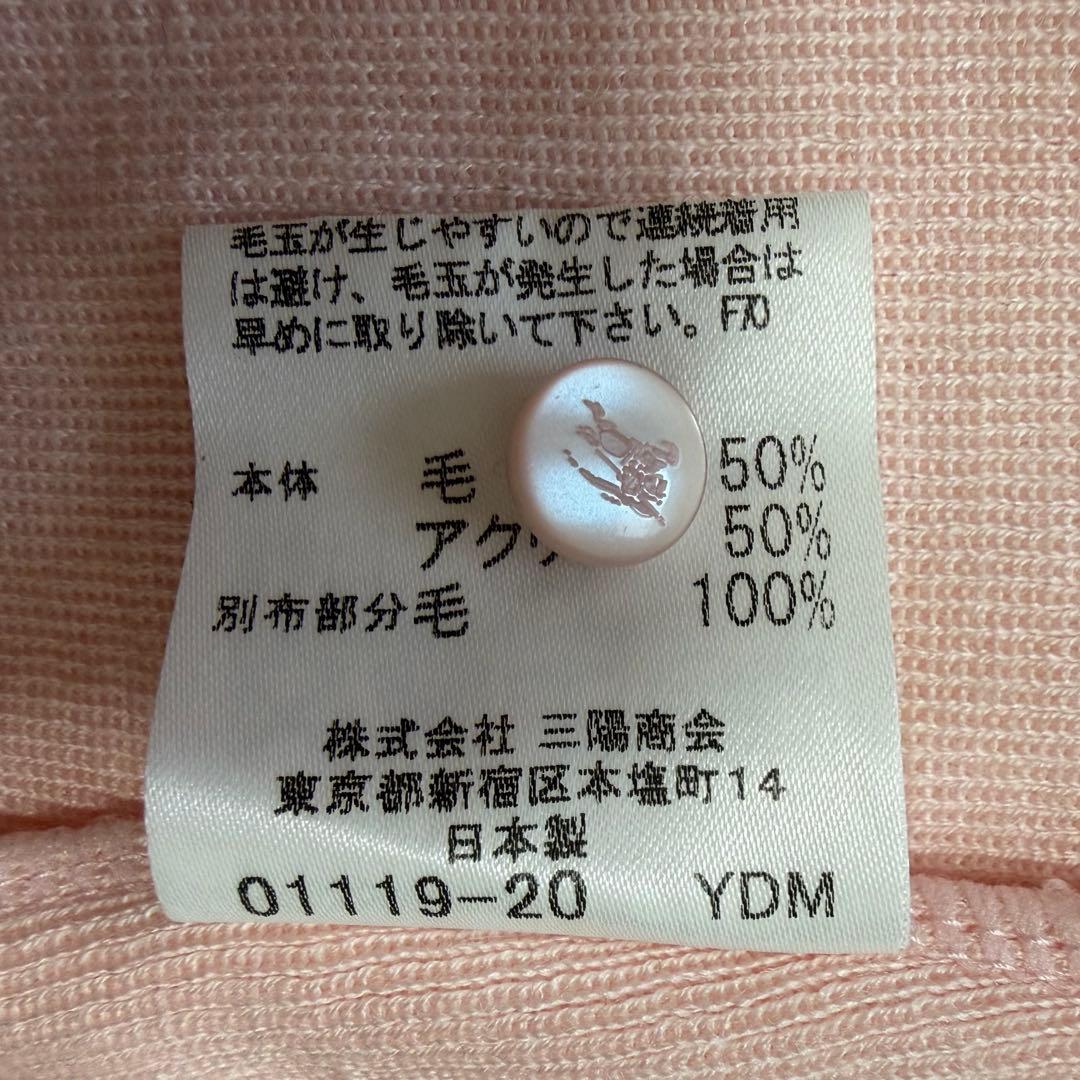 毛玉が生じやすいので連続着用
は避け、毛玉が発生した場合は
早めに取り除いて下さい。F70
本体 毛 50%
アクリ 50%
別布部分毛 100%
株式会社 三陽商会
東京都新宿区本塩町14
日本製
01119-20 YDM